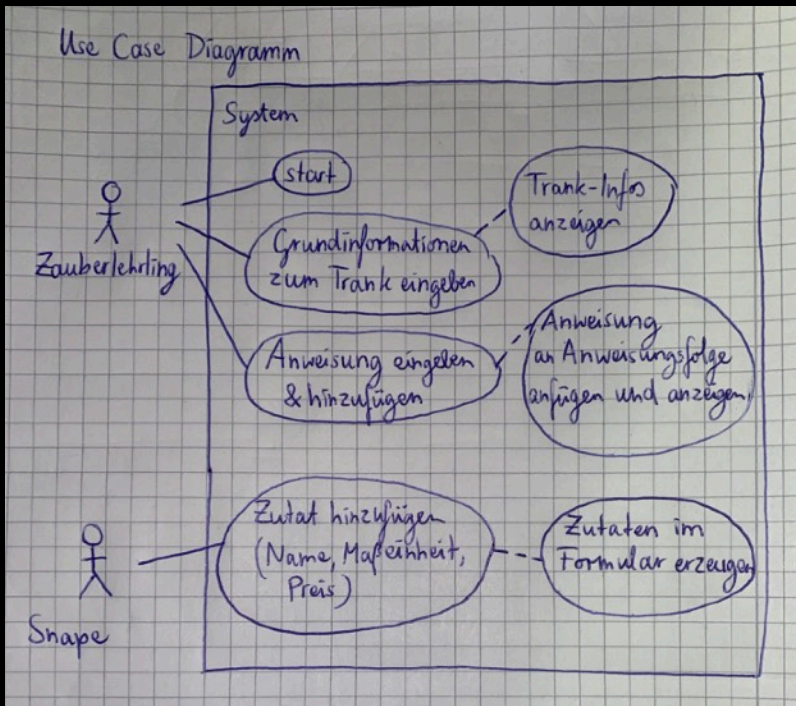 Use Case Diagramm
System
start
Trank-Infos
anzeigen
Grundinformationen
zum Trank eingeben
Zauberlehrling
Anweisung eingeben
& hinzufügen
Anweisung
an Anweisungsfolge
anfügen und anzeigen
Zutat hinzufügen
(Name, Maßeinheit,
Preis)
Zutaten im
Formular erzeugen
Snape